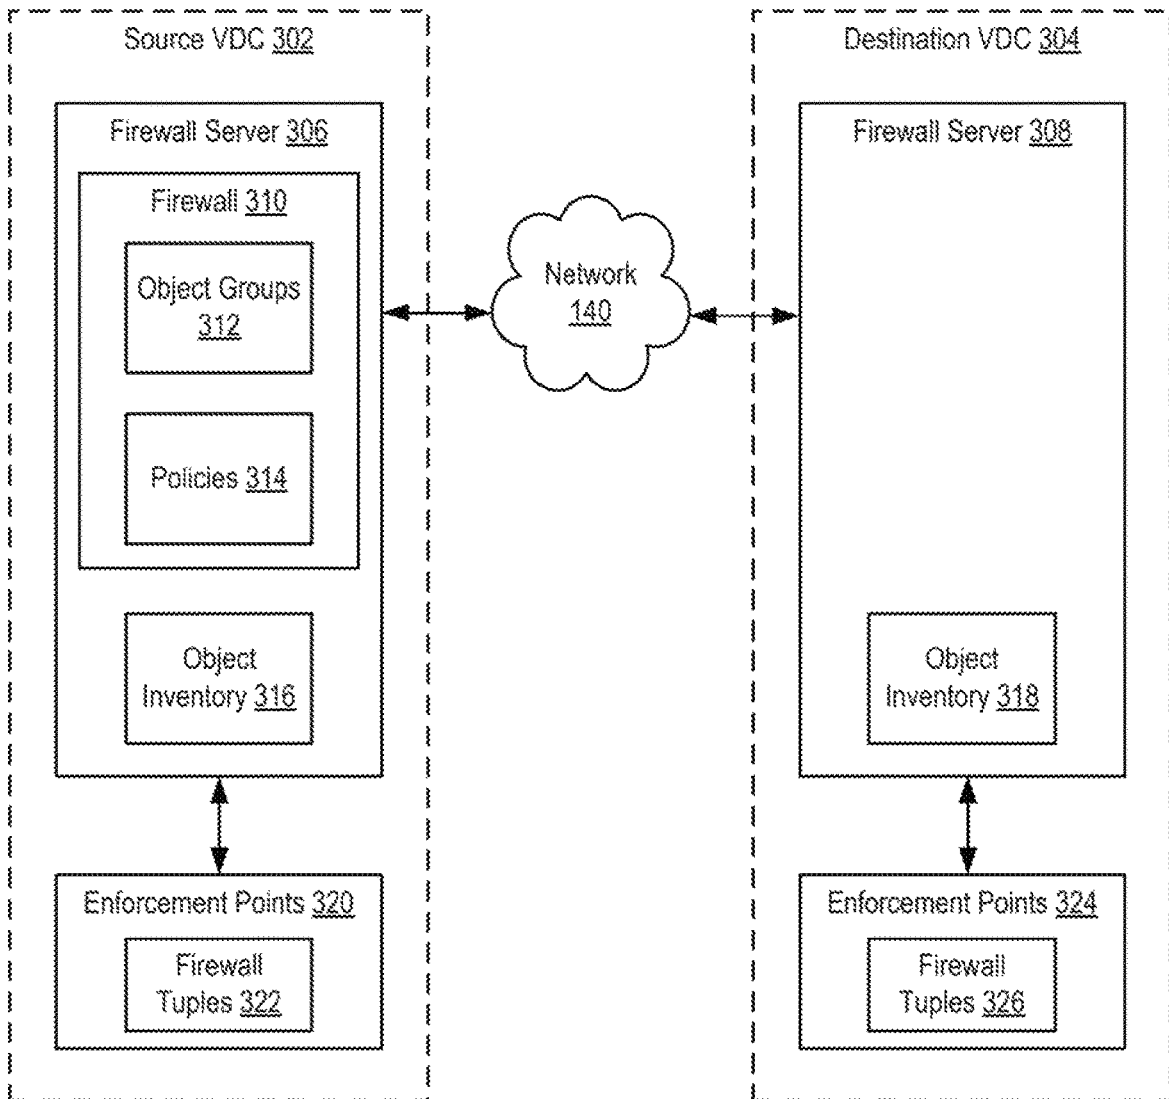 Source VDC 302
Firewall Server 306
Firewall 310
Object Groups
312
Policies 314
Object
Inventory 316
Enforcement Points 320
Firewall
Tuples 322
Network
140
Destination VDC 304
Firewall Server 308
Object
Inventory 318
Enforcement Points 324
Firewall
Tuples 326